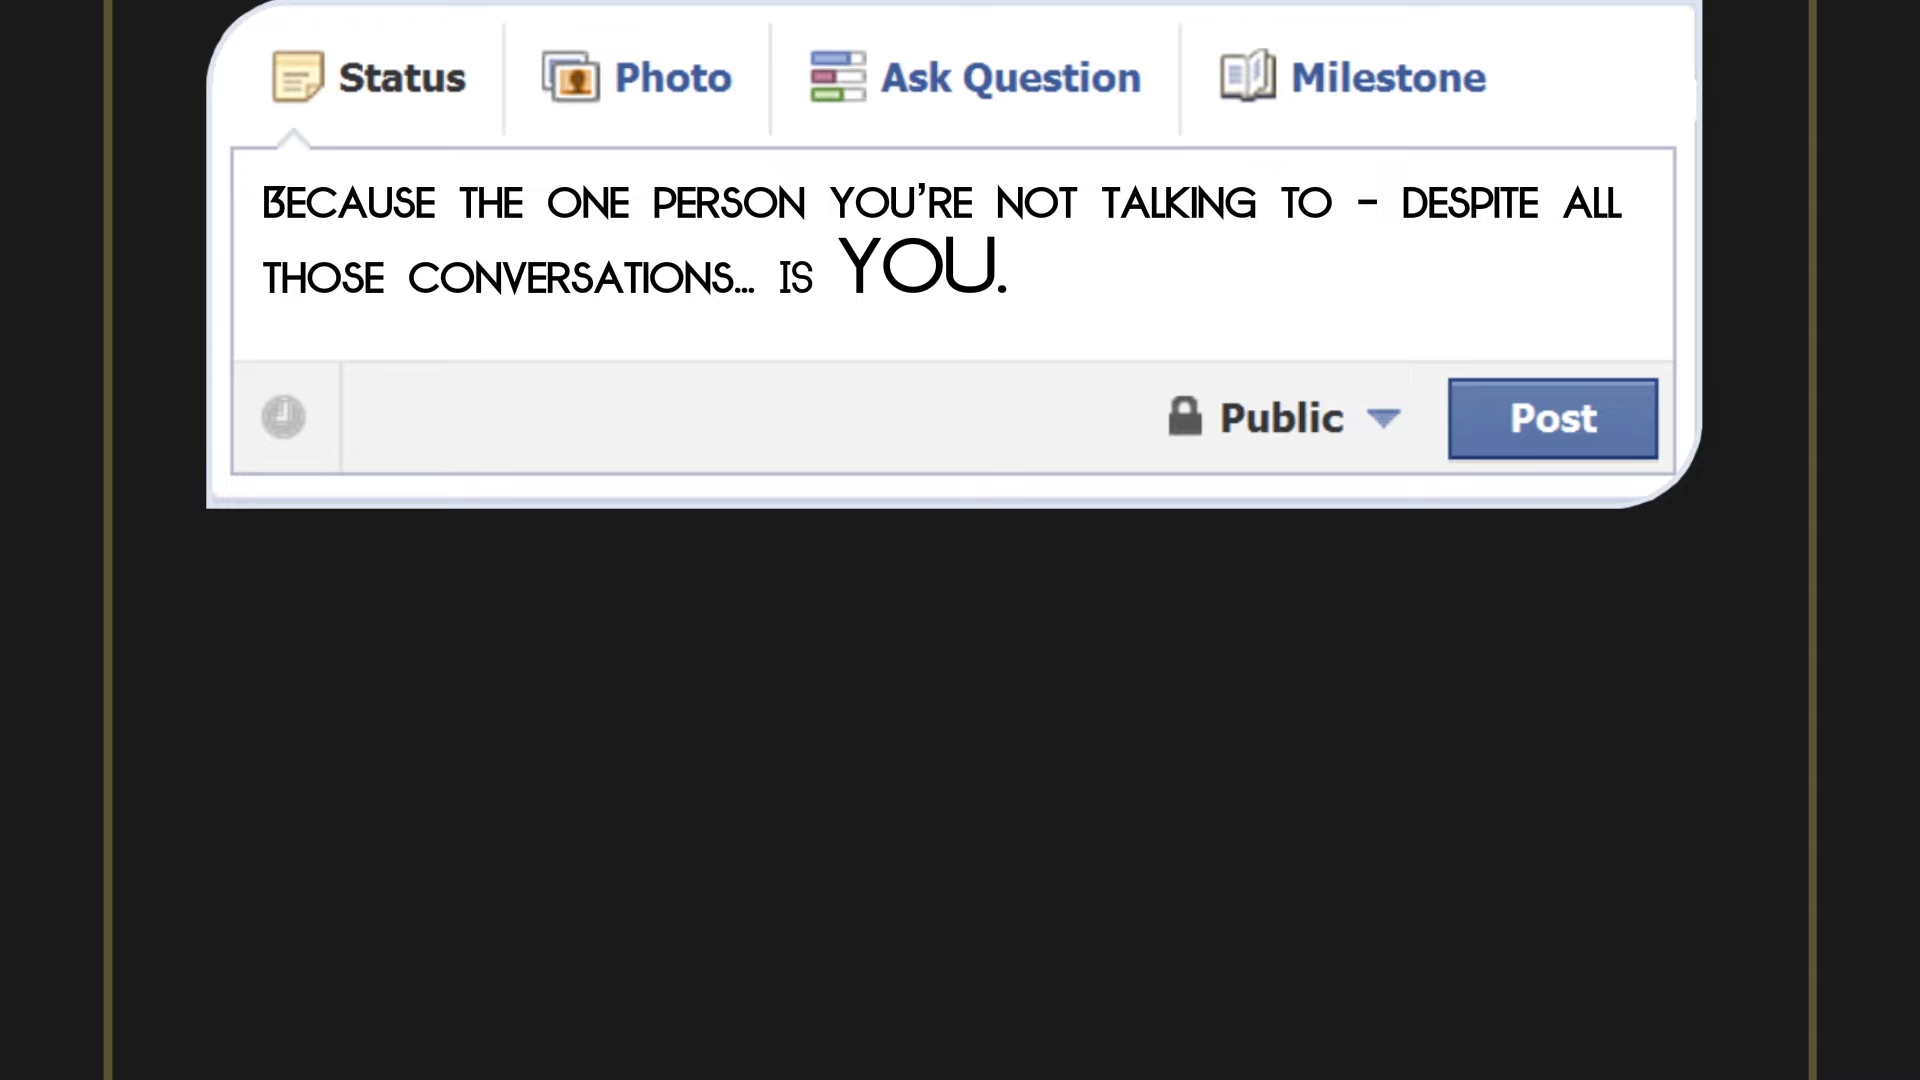 Status Photo Ask Question Milestone
BECAUSE THE ONE PERSON YOU'RE NOT TALKING TO - DESPITE ALL
THOSE CONVERSATIONS... IS YOU.
Public Post